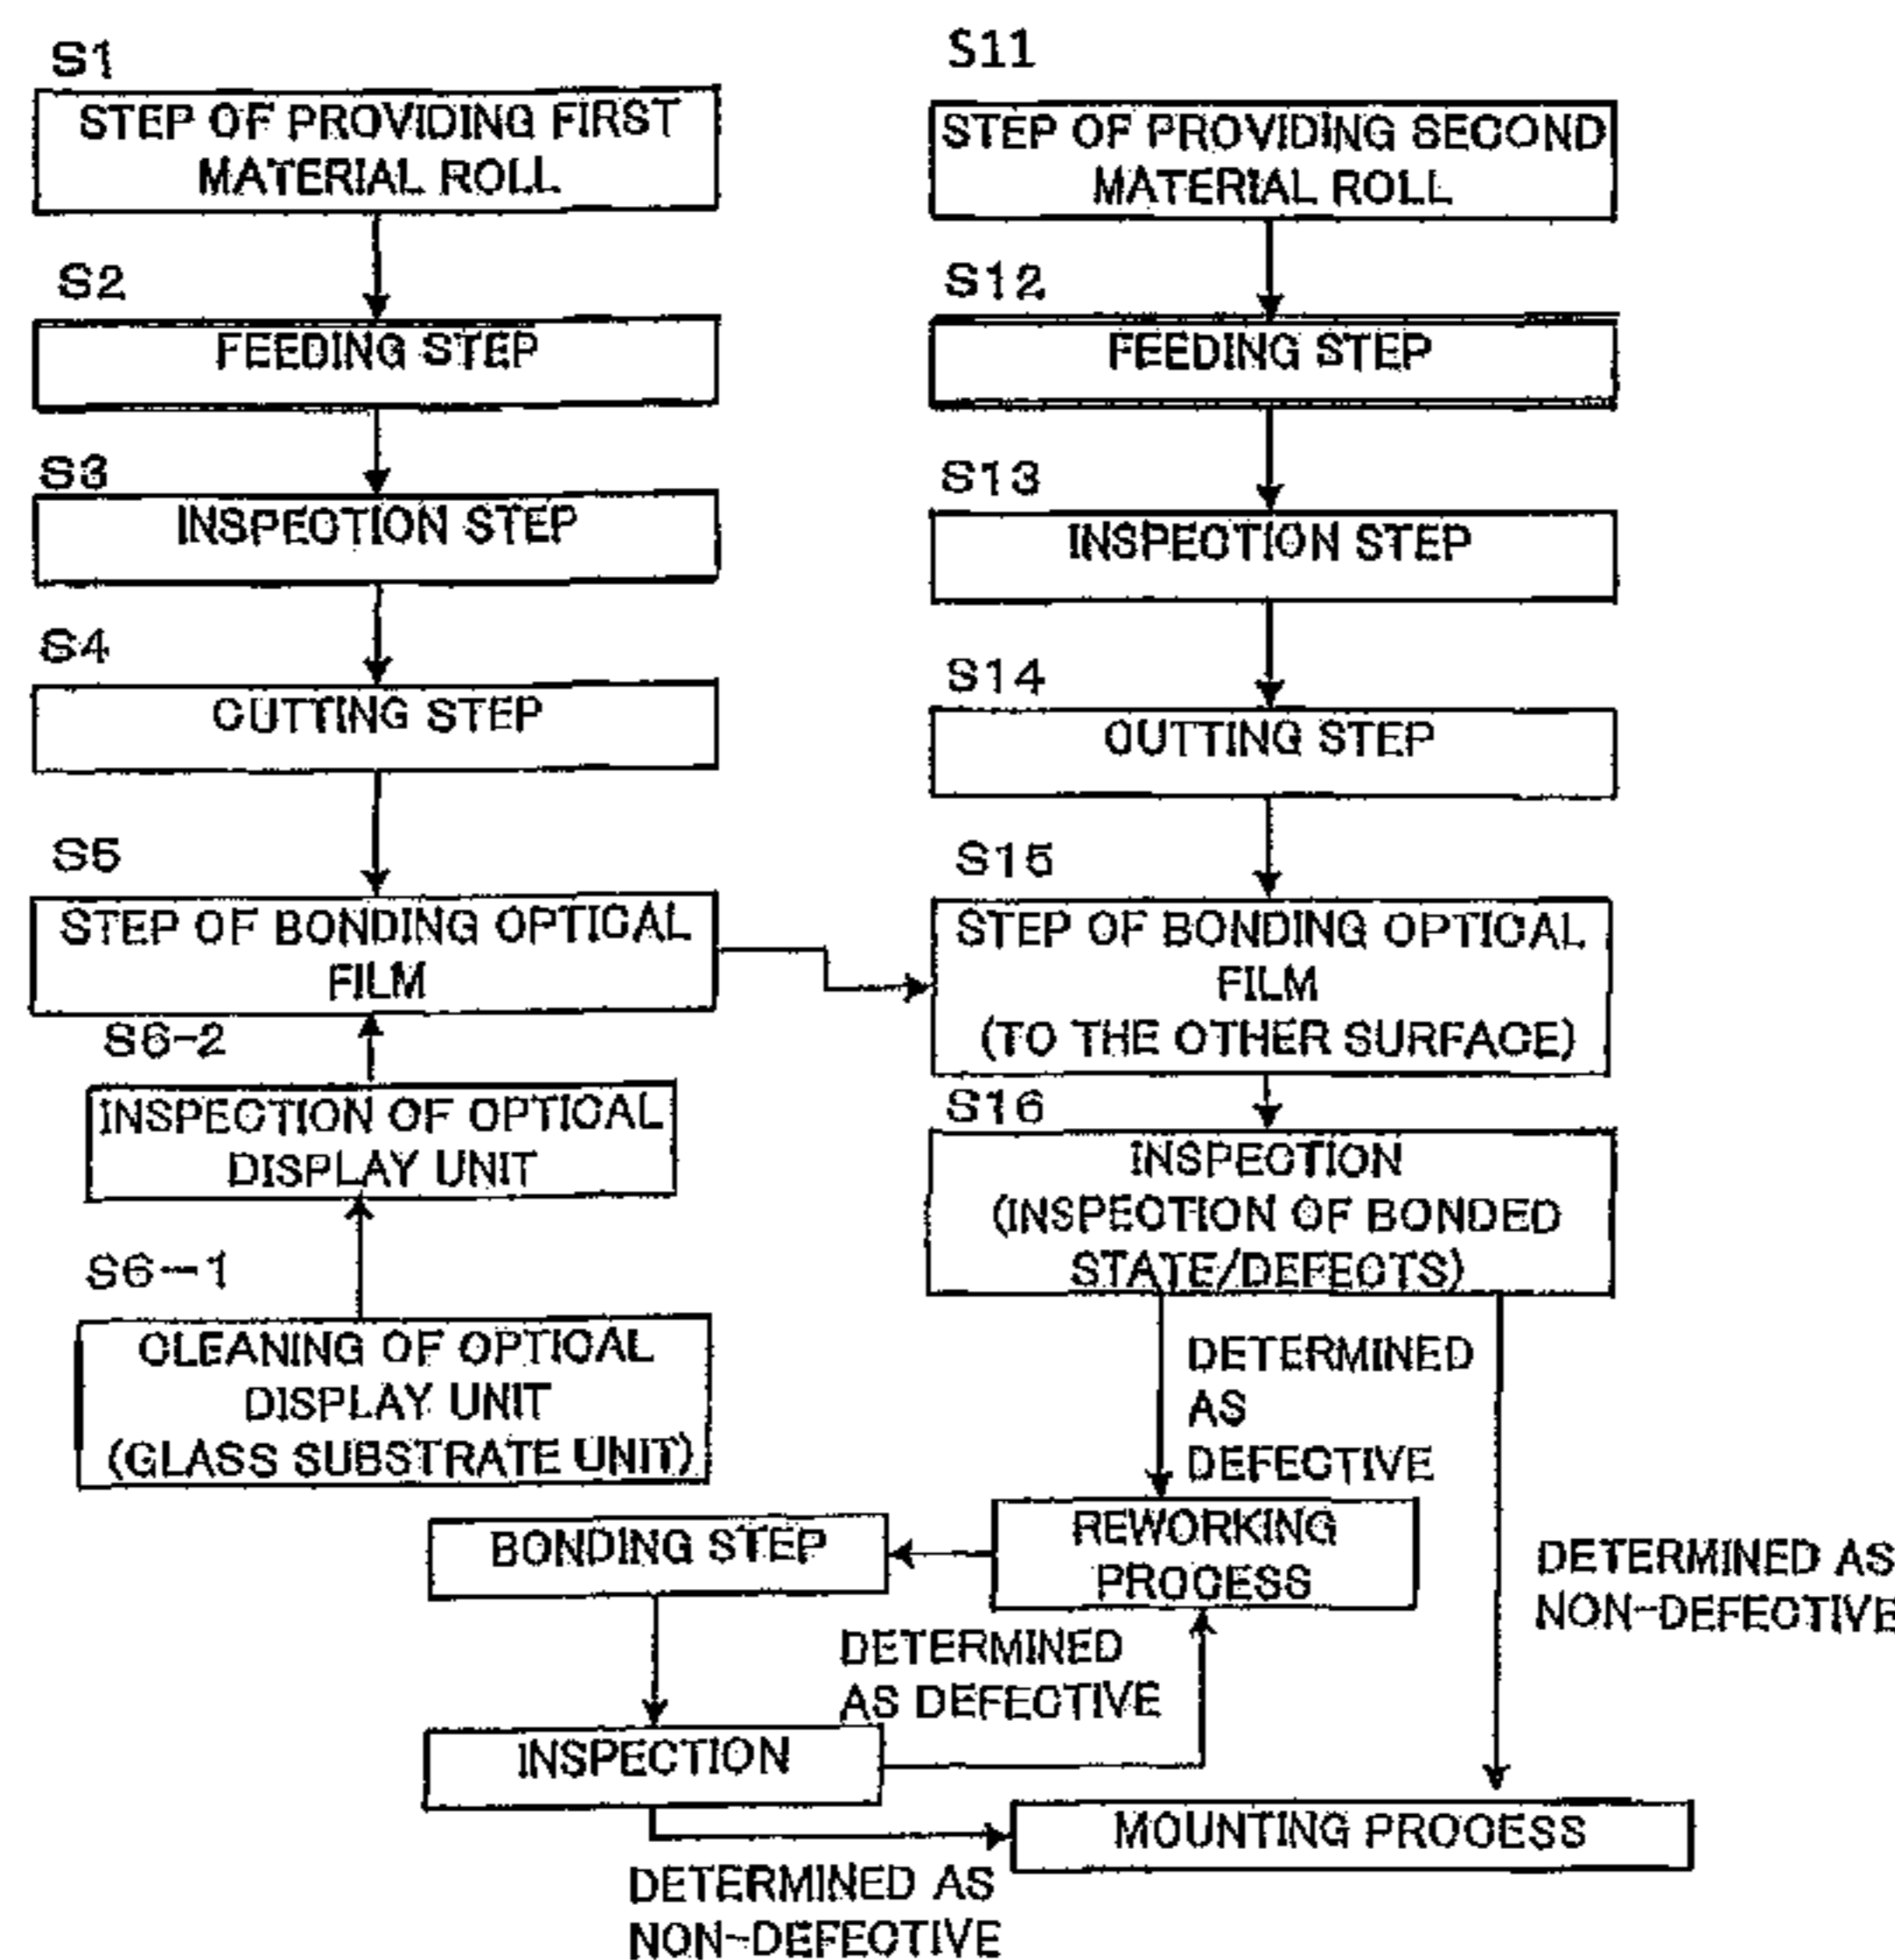 S1
STEP OF PROVIDING FIRST
MATERIAL ROLL
S2
FEEDING STEP
S3
INSPECTION STEP
S4
CUTTING STEP
S5
STEP OF BONDING OPTICAL
FILM
S6-2
INSPECTION OF OPTICAL
DISPLAY UNIT
S6-1
CLEANING OF OPTICAL
DISPLAY UNIT
(GLASS SUBSTRATE UNIT)
S11
STEP OF PROVIDING SECOND
MATERIAL ROLL
S12
FEEDING STEP
S13
INSPECTION STEP
S14
CUTTING STEP
S15
STEP OF BONDING OPTICAL
FILM
(TO THE OTHER SURFACE)
S16
INSPECTION
(INSPECTION OF BONDED
STATE/DEFECTS)
DETERMINED
AS
DEFECTIVE
REWORKING
PROCESS
DETERMINED AS
NON-DEFECTIVE
BONDING STEP
DETERMINED
AS DEFECTIVE
INSPECTION
MOUNTING PROCESS
DETERMINED AS
NON-DEFECTIVE